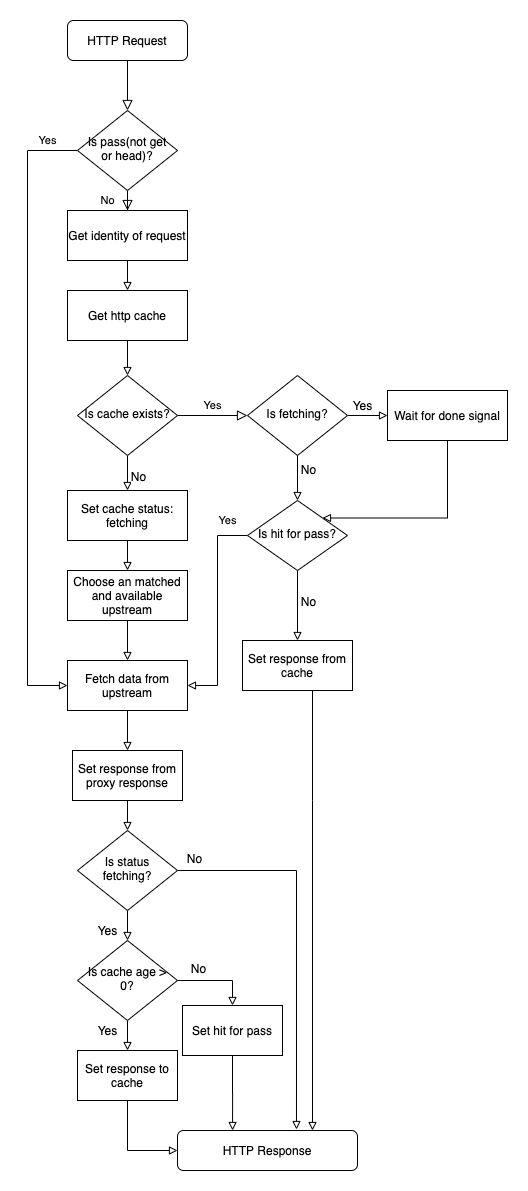 HTTP Request
Yes
Is pass(not get
or head)?
No
Get identity of request
Get http cache
Is cache exists?
Yes
Is fetching?
Yes
Wait for done signal
No
No
Set cache status:
fetching
Yes
Is hit for pass?
Choose an matched
and available
upstream
No
Set response from
cache
Fetch data from
upstream
Set response from
proxy response
Is status
fetching?
No
Yes
Is cache age >
0?
No
Yes
Set hit for pass
Set response to
cache
HTTP Response